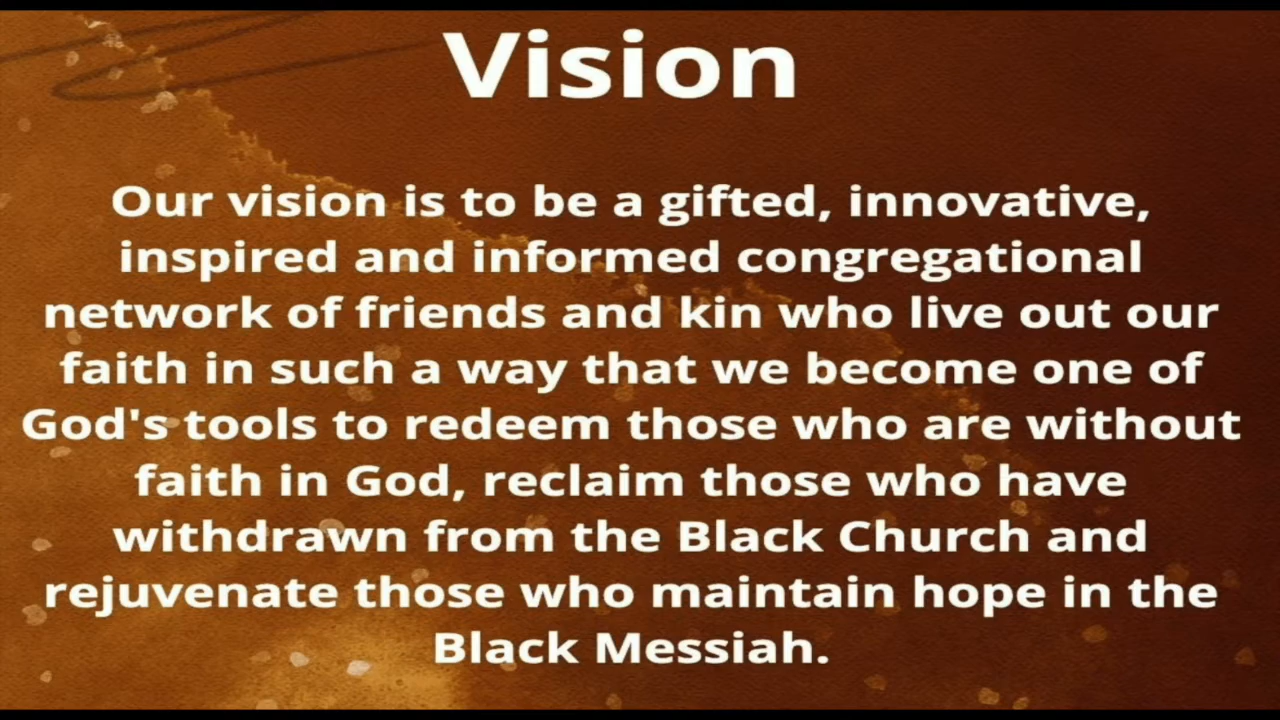 Vision
Our vision is to be a gifted, innovative,
inspired and informed congregational
network of friends and kin who live out our
faith in such a way that we become one of
God's tools to redeem those who are without
faith in God, reclaim those who have
withdrawn from the Black Church and
rejuvenate those who maintain hope in the
Black Messiah.